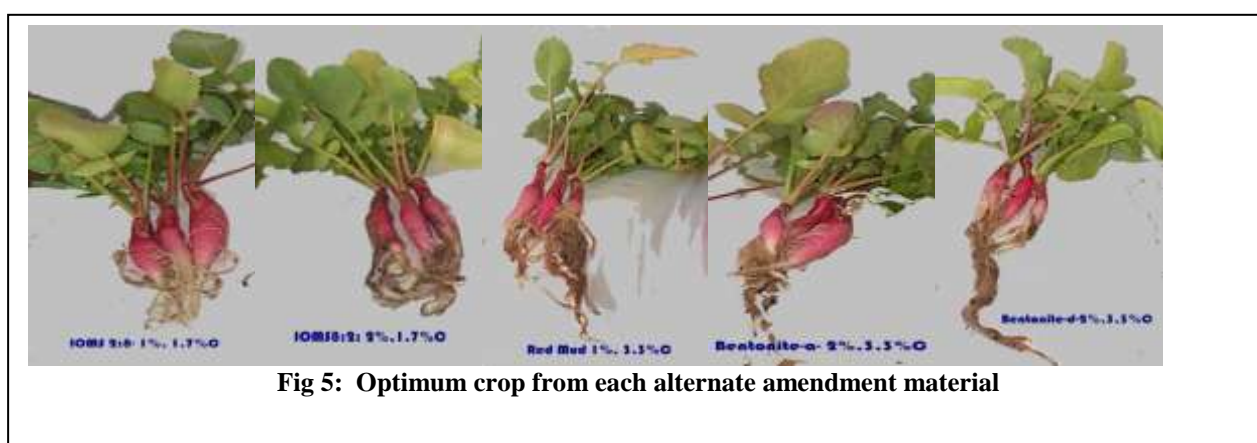 IOMS 2:8- 1%, 1.7%C
IOMS8:2: 2%,1.7%C
Red Mud 1%, 3.3%C
Bentonite-a- 2%,3.3%C
Bentonite-d-2%,3.3%C
Fig 5: Optimum crop from each alternate amendment material